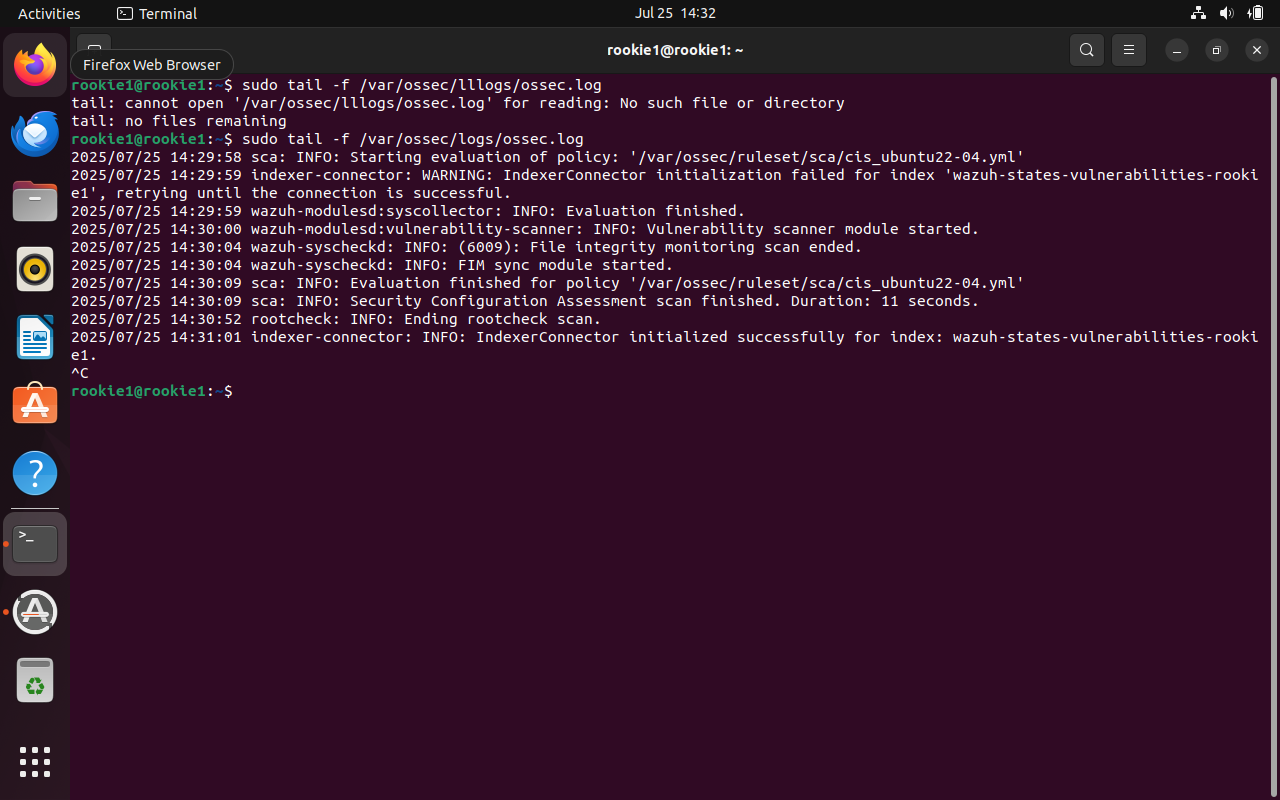 Activities Terminal Jul 25 14:32
rookie1@rookie1: ~
Firefox Web Browser
rookie1@rookie1:~$ sudo tail -f /var/ossec/lllogs/ossec.log
tail: cannot open '/var/ossec/lllogs/ossec.log' for reading: No such file or directory
tail: no files remaining
rookie1@rookie1:~$ sudo tail -f /var/ossec/logs/ossec.log
2025/07/25 14:29:58 sca: INFO: Starting evaluation of policy: '/var/ossec/ruleset/sca/cis_ubuntu22-04.yml'
2025/07/25 14:29:59 indexer-connector: WARNING: IndexerConnector initialization failed for index 'wazuh-states-vulnerabilities-rooki
e1', retrying until the connection is successful.
2025/07/25 14:29:59 wazuh-modulesd:syscollector: INFO: Evaluation finished.
2025/07/25 14:30:00 wazuh-modulesd:vulnerability-scanner: INFO: Vulnerability scanner module started.
2025/07/25 14:30:04 wazuh-syscheckd: INFO: (6009): File integrity monitoring scan ended.
2025/07/25 14:30:04 wazuh-syscheckd: INFO: FIM sync module started.
2025/07/25 14:30:09 sca: INFO: Evaluation finished for policy '/var/ossec/ruleset/sca/cis_ubuntu22-04.yml'
2025/07/25 14:30:09 sca: INFO: Security Configuration Assessment scan finished. Duration: 11 seconds.
2025/07/25 14:30:52 rootcheck: INFO: Ending rootcheck scan.
2025/07/25 14:31:01 indexer-connector: INFO: IndexerConnector initialized successfully for index: wazuh-states-vulnerabilities-rooki
e1.
^C
rookie1@rookie1:~$